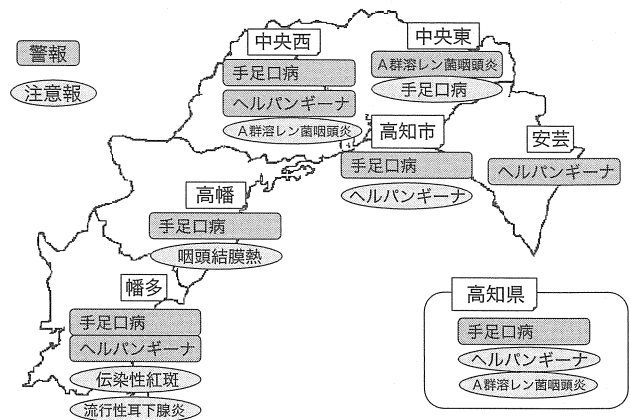 警報
注意報
中央西
手足口病
ヘルパンギーナ
A群溶レン菌咽頭炎
中央東
A群溶レン菌咽頭炎
手足口病
高知市
手足口病
ヘルパンギーナ
安芸
ヘルパンギーナ
高幡
手足口病
咽頭結膜熱
幡多
手足口病
ヘルパンギーナ
伝染性紅斑
流行性耳下腺炎
高知県
手足口病
ヘルパンギーナ
A群溶レン菌咽頭炎